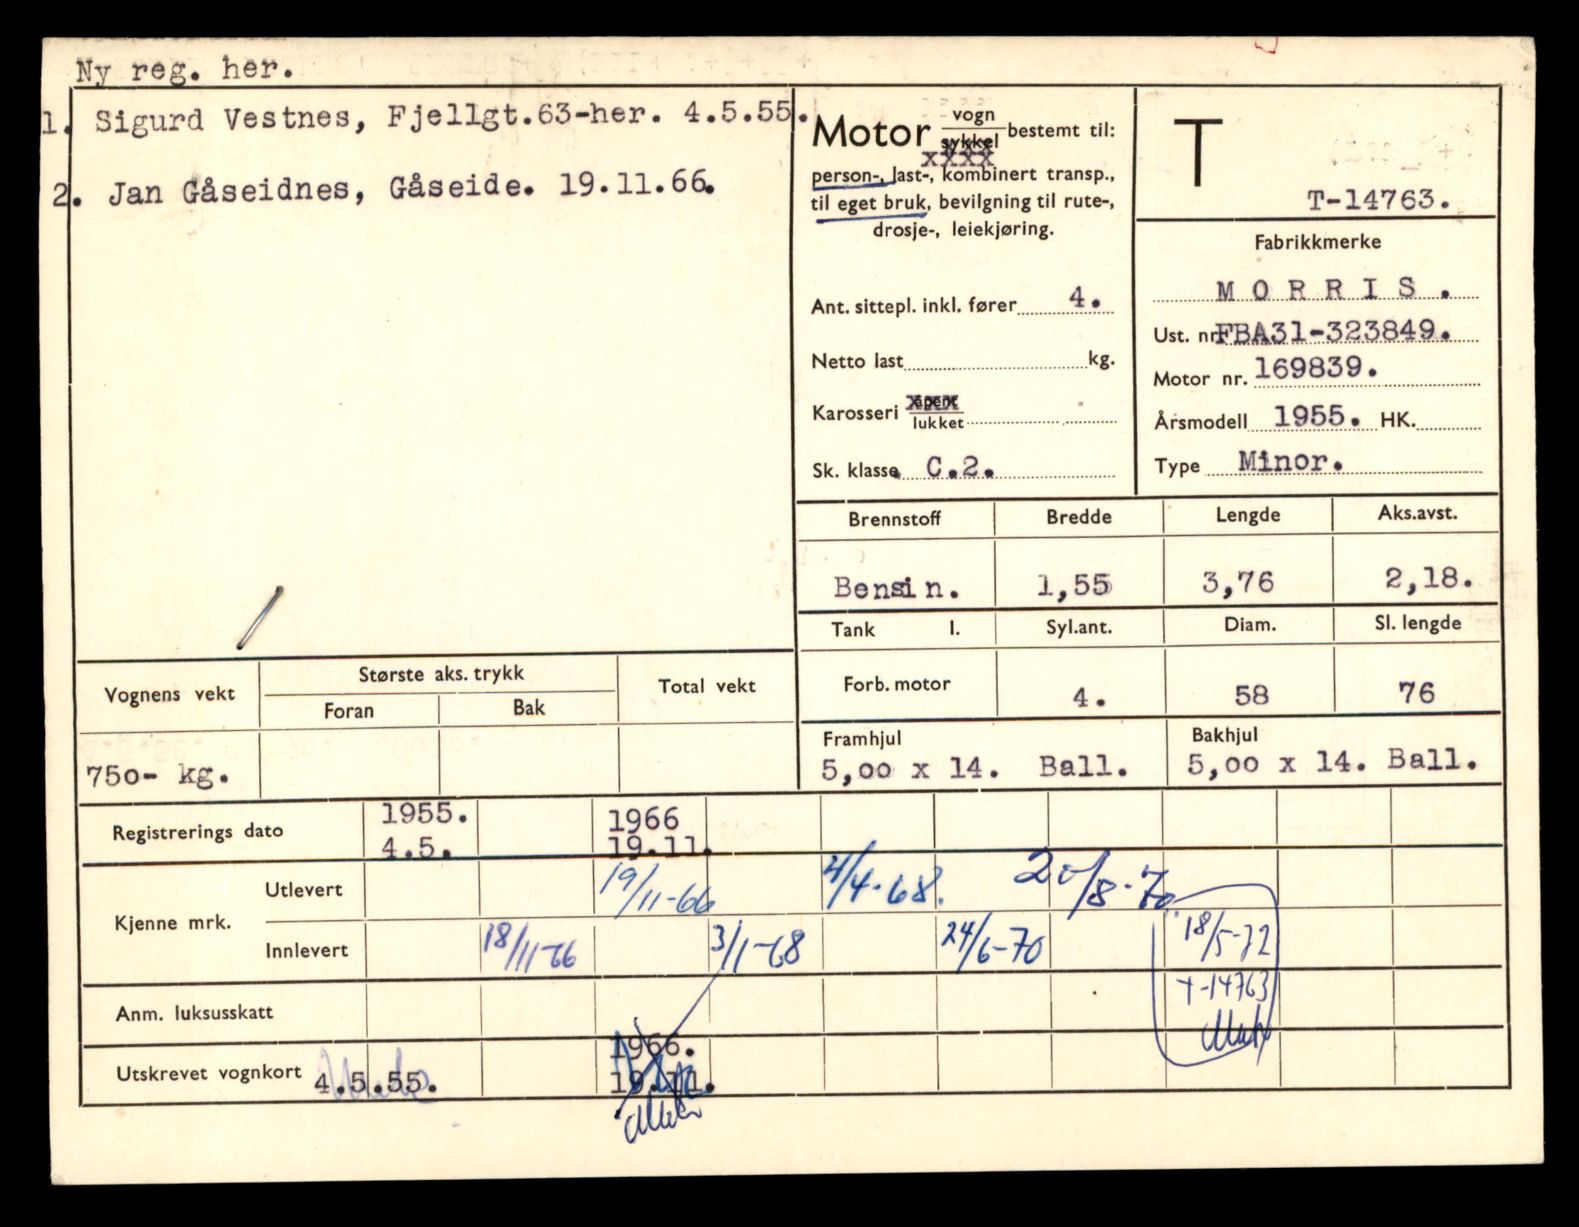 Ny reg. her.
1. Sigurd Vestnes, Fjellgt.63-her. 4.5.55.
2. Jan Gåseidnes, Gåseide. 19.11.66.
Motor vogn bestemt til:
sykkel
xxxx
person-, last-, kombinert transp.,
til eget bruk, bevilgning til rute-,
drosje-, leiekjøring.
Ant. sittepl. inkl. fører 4.
Netto last kg.
Karosseri åpent
lukket
Sk. klasse C.2.
T
T-14763.
Fabrikkmerke
MORRIS.
Ust. nr. FBA31-323849.
Motor nr. 169839.
Årsmodell 1955. HK.
Type Minor.
Brennstoff Bredde Lengde Aks.avst.
Bensin. 1,55 3,76 2,18.
Tank l. Syl.ant. Diam. Sl. lengde
Forb. motor 4. 58 76
Framhjul Bakhjul
5,00 x 14. Ball. 5,00 x 14. Ball.
Vognens vekt Største aks. trykk Total vekt
Foran Bak
750- kg.
Registrerings dato 1955. 1966
4.5. 19.11.
Kjenne mrk.
Utlevert 19/11-66 4/4-68. 20/8-70
Innlevert 18/11-66 3/1-68 24/6-70 18/5-72
T-14763
Anm. luksusskatt
1966.
Utskrevet vognkort 4.5.55. 19.11.